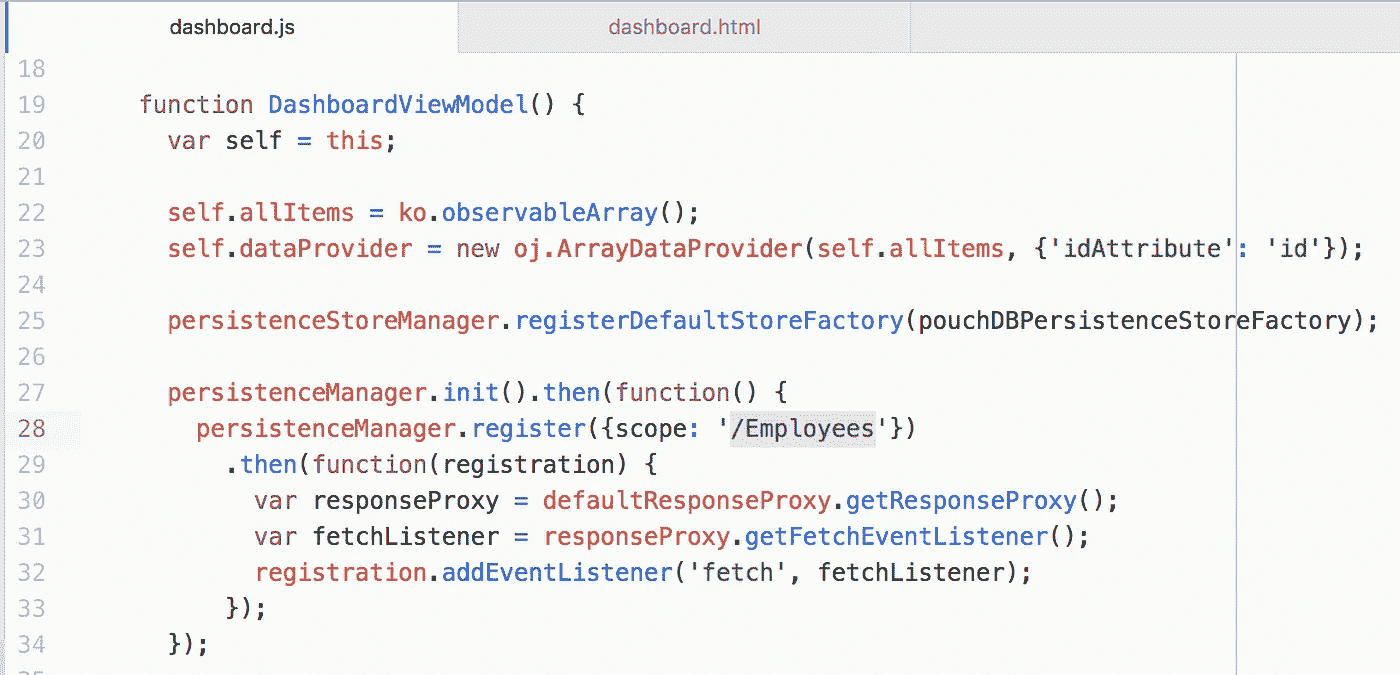 dashboard.js dashboard.html
18
19 function DashboardViewModel() {
20 var self = this;
21
22 self.allItems = ko.observableArray();
23 self.dataProvider = new oj.ArrayDataProvider(self.allItems, {'idAttribute': 'id'});
24
25 persistenceStoreManager.registerDefaultStoreFactory(pouchDBPersistenceStoreFactory);
26
27 persistenceManager.init().then(function() {
28 persistenceManager.register({scope: '/Employees'})
29 .then(function(registration) {
30 var responseProxy = defaultResponseProxy.getResponseProxy();
31 var fetchListener = responseProxy.getFetchEventListener();
32 registration.addEventListener('fetch', fetchListener);
33 });
34 });